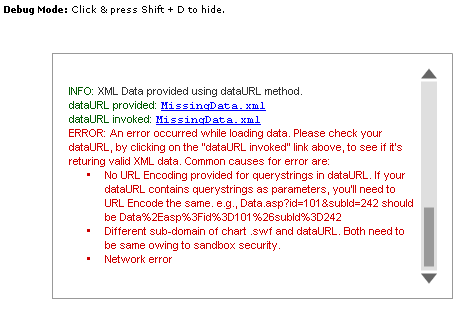 Debug Mode: Click & press Shift + D to hide.
INFO: XML Data provided using dataURL method.
dataURL provided: MissingData.xml
dataURL invoked: MissingData.xml
ERROR: An error occurred while loading data. Please check your
dataURL, by clicking on the "dataURL invoked" link above, to see if it's
returing valid XML data. Common causes for error are:
• No URL Encoding provided for querystrings in dataURL. If your
dataURL contains querystrings as parameters, you'll need to
URL Encode the same. e.g., Data.asp?id=101&subId=242 should
be Data%2Easp%3Fid%3D101%26subId%3D242
• Different sub-domain of chart .swf and dataURL. Both need to
be same owing to sandbox security.
• Network error